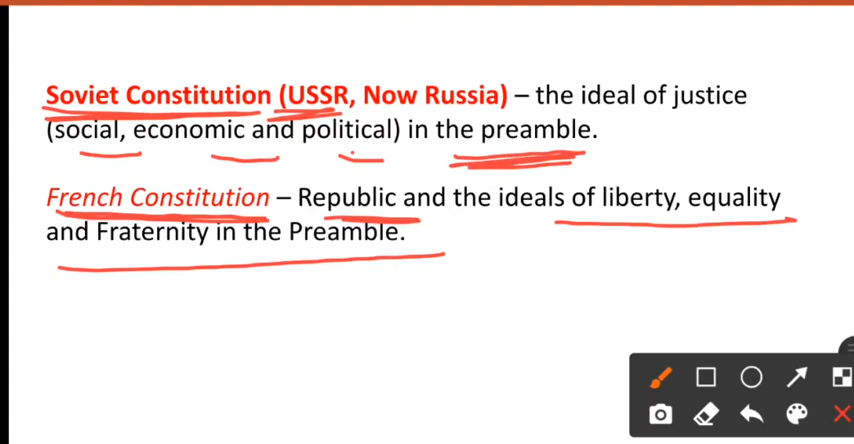 Soviet Constitution (USSR, Now Russia) – the ideal of justice
(social, economic and political) in the preamble.
French Constitution – Republic and the ideals of liberty, equality
and Fraternity in the Preamble.